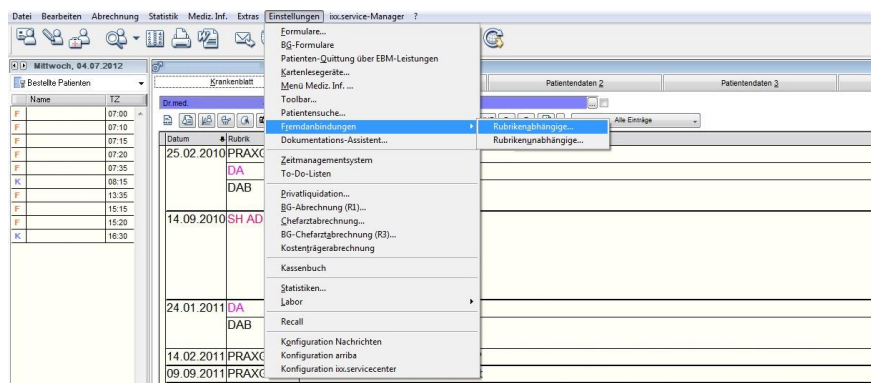 Datei Bearbeiten Abrechnung Statistik Mediz. Inf. Extras Einstellungen ixx.service-Manager ?
Mittwoch, 04.07.2012
Bestellte Patienten
Name TZ
F 07:00
F 07:10
F 07:15
F 07:20
F 07:35
K 08:15
F 13:35
F 15:15
F 15:20
K 16:30
Krankenblatt Patientendaten 2 Patientendaten 3
Dr.med.
Alle Einträge
Datum Rubrik
25.02.2010 PRAXG
DA
DAB
14.09.2010 SH AD
24.01.2011 DA
DAB
14.02.2011 PRAXG
09.09.2011 PRAXG
Formulare...
BG-Formulare
Patienten-Quittung über EBM-Leistungen
Kartenlesegeräte...
Menü Mediz. Inf. ...
Toolbar...
Patientensuche...
Fremdanbindungen
Dokumentations-Assistent...
Zeitmanagementsystem
To-Do-Listen
Privatliquidation...
BG-Abrechnung (R1)...
Chefarztabrechnung...
BG-Chefarztabrechnung (R3)...
Kostenträgerabrechnung
Kassenbuch
Statistiken...
Labor
Recall
Konfiguration Nachrichten
Konfiguration arriba
Konfiguration ixx.servicecenter
Rubrikenabhängige...
Rubrikenunabhängige...